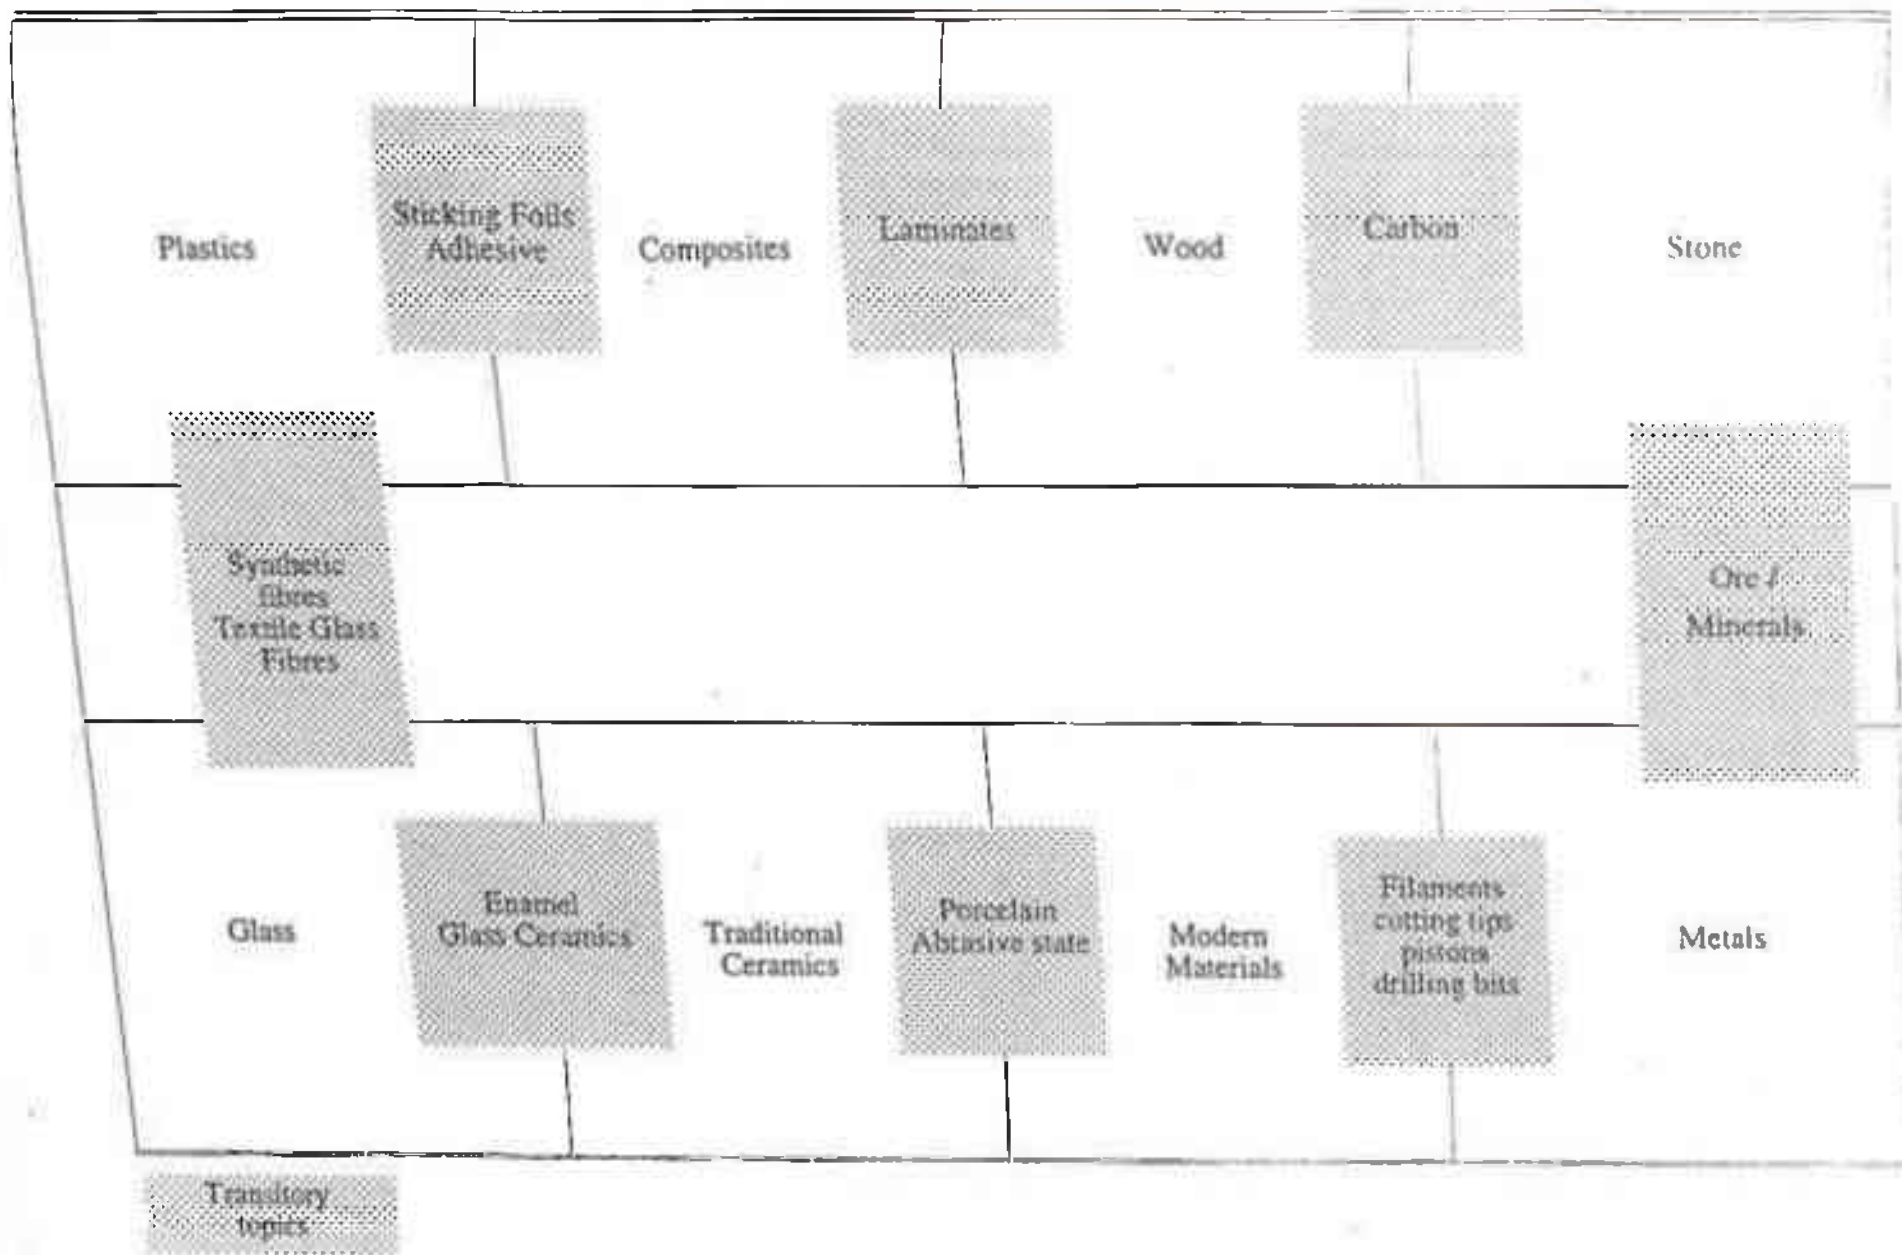 Plastics
Sticking Foils
Adhesive
Composites
Laminates
Wood
Carbon
Stone
Synthetic
fibres
Textile Glass
Fibres
Ore /
Minerals
Glass
Enamel
Glass Ceramics
Traditional
Ceramics
Porcelain
Abrasive state
Modern
Materials
Filaments
cutting tips
pistons
drilling bits
Metals
Transitory
topics